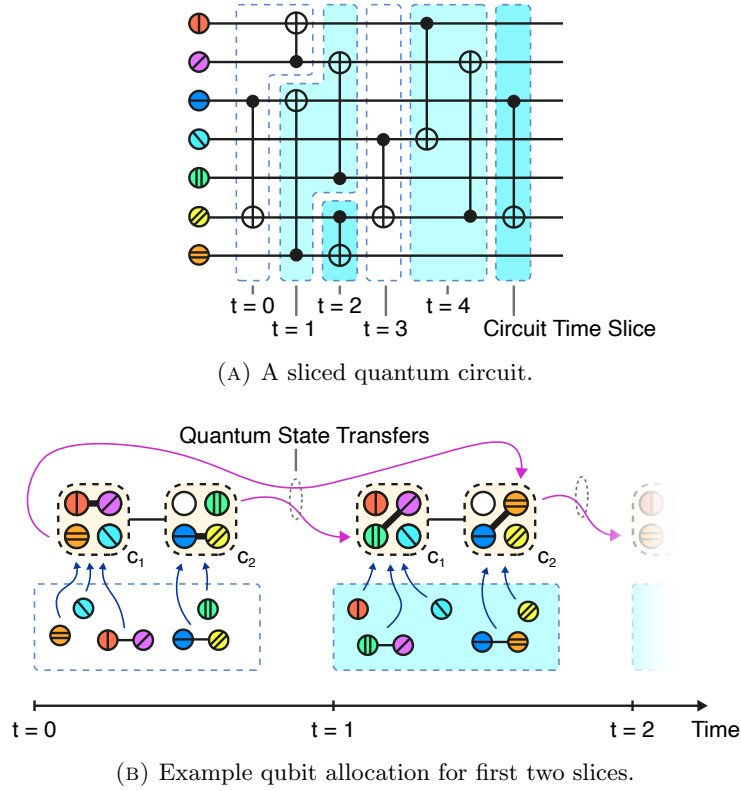 t = 0
t = 2
t = 4
t = 1
t = 3
Circuit Time Slice
(A) A sliced quantum circuit.
Quantum State Transfers
C1
C2
C1
C2
t = 0
t = 1
t = 2
Time
(B) Example qubit allocation for first two slices.